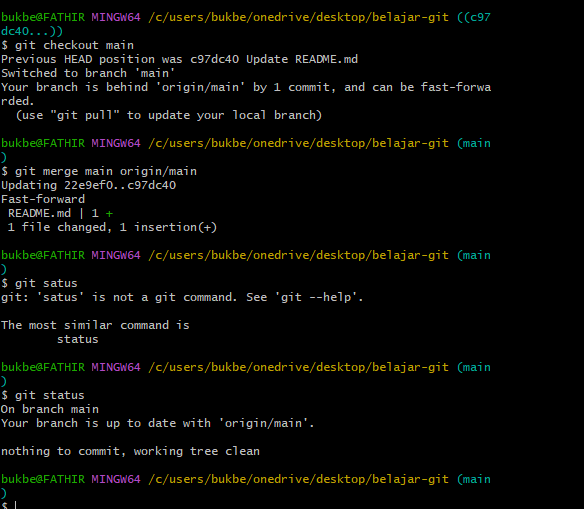 bukbe@FATHIR MINGW64 /c/users/bukbe/onedrive/desktop/belajar-git ((c97
dc40...))
$ git checkout main
Previous HEAD position was c97dc40 Update README.md
Switched to branch 'main'
Your branch is behind 'origin/main' by 1 commit, and can be fast-forwa
rded.
  (use "git pull" to update your local branch)

bukbe@FATHIR MINGW64 /c/users/bukbe/onedrive/desktop/belajar-git (main
)
$ git merge main origin/main
Updating 22e9ef0..c97dc40
Fast-forward
 README.md | 1 +
 1 file changed, 1 insertion(+)

bukbe@FATHIR MINGW64 /c/users/bukbe/onedrive/desktop/belajar-git (main
)
$ git satus
git: 'satus' is not a git command. See 'git --help'.

The most similar command is
        status

bukbe@FATHIR MINGW64 /c/users/bukbe/onedrive/desktop/belajar-git (main
)
$ git status
On branch main
Your branch is up to date with 'origin/main'.

nothing to commit, working tree clean

bukbe@FATHIR MINGW64 /c/users/bukbe/onedrive/desktop/belajar-git (main
)
$